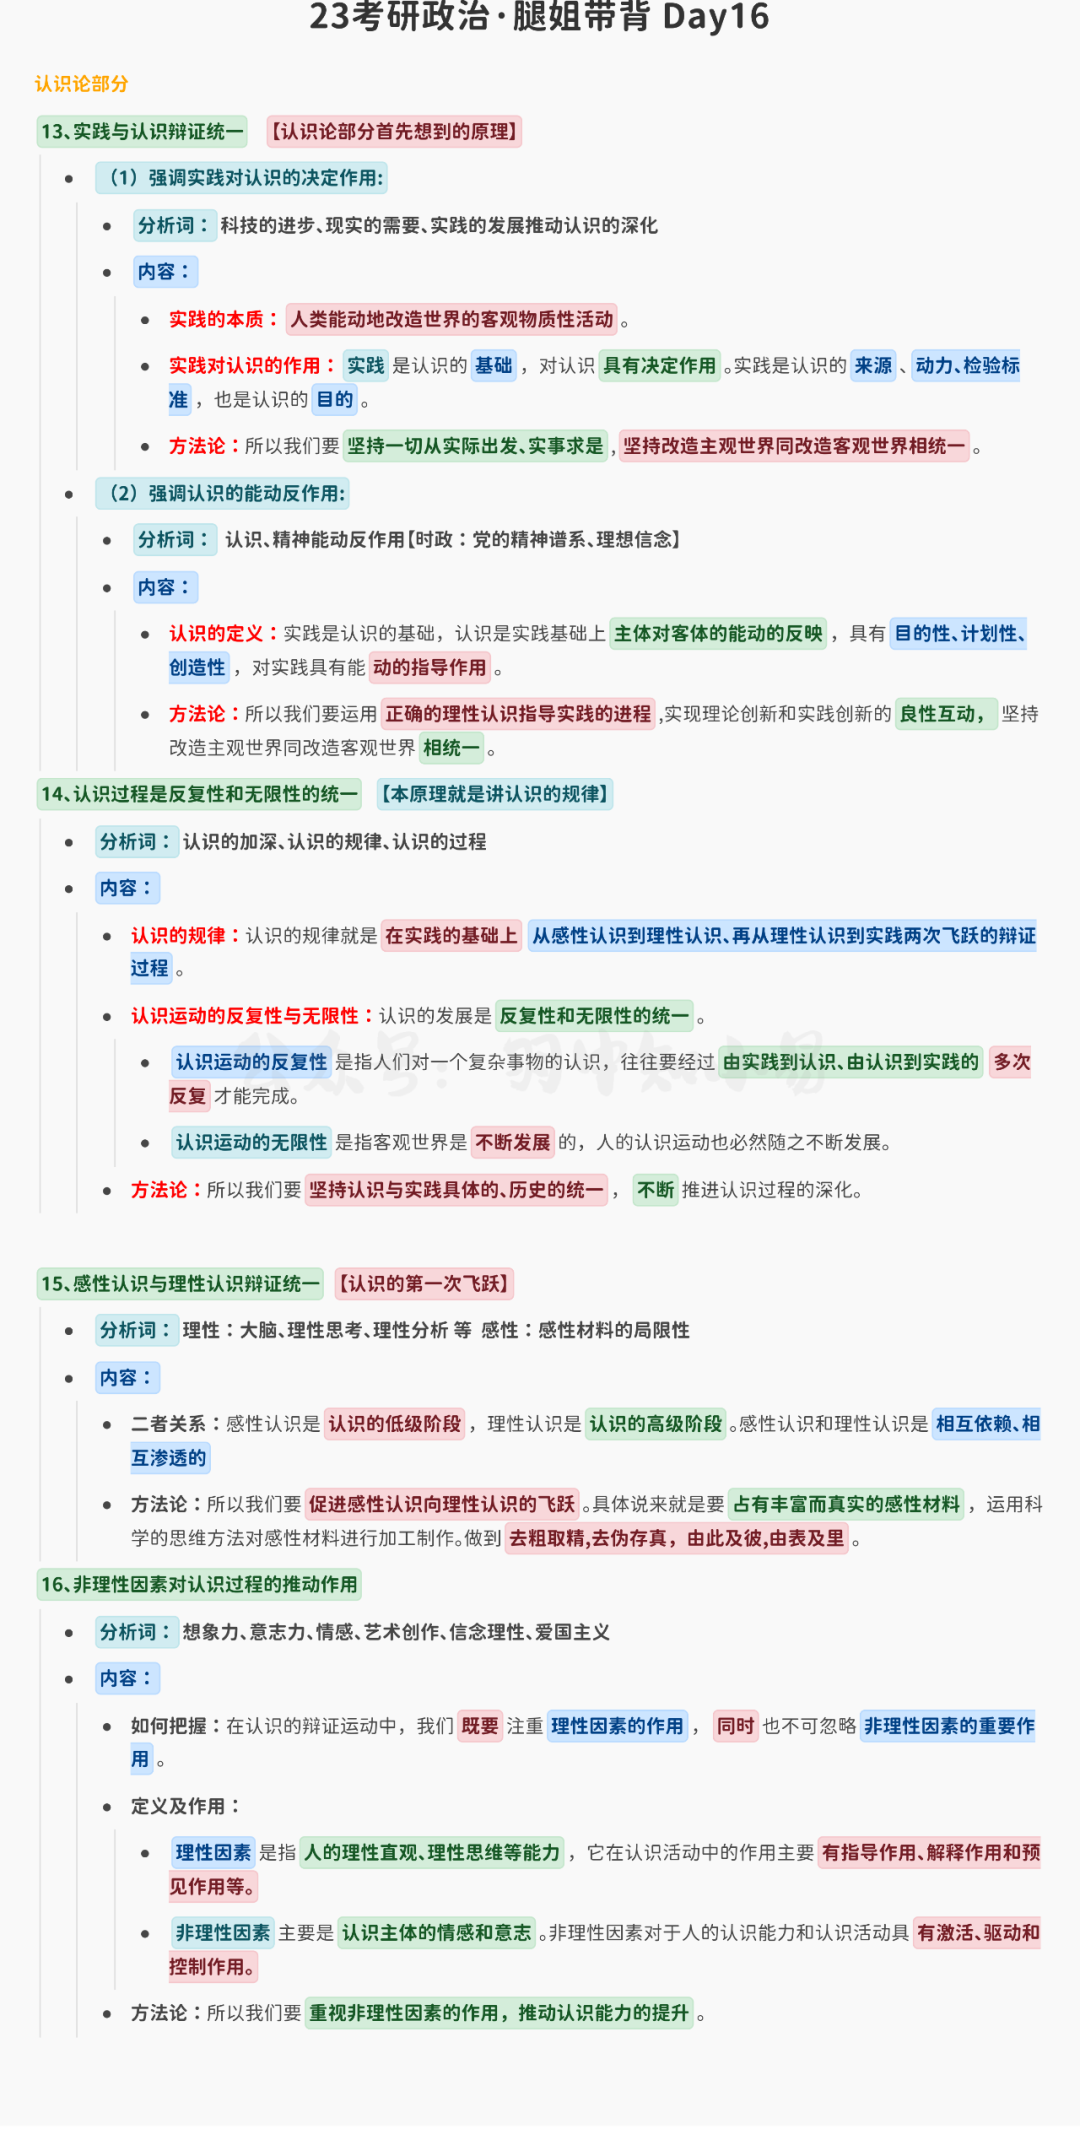 23考研政治·腿姐带背 Day16
认识论部分
13、实践与认识辩证统一 【认识论部分首先想到的原理】
（1）强调实践对认识的决定作用:
分析词： 科技的进步、现实的需要、实践的发展推动认识的深化
内容：
实践的本质： 人类能动地改造世界的客观物质性活动 。
实践对认识的作用： 实践 是认识的 基础 ，对认识 具有决定作用 。实践是认识的 来源 、 动力、检验标
准 ，也是认识的 目的 。
方法论：所以我们要 坚持一切从实际出发、实事求是 , 坚持改造主观世界同改造客观世界相统一 。
（2）强调认识的能动反作用:
分析词： 认识、精神能动反作用【时政：党的精神谱系、理想信念】
内容：
认识的定义：实践是认识的基础，认识是实践基础上 主体对客体的能动的反映 ，具有 目的性、计划性、
创造性 ，对实践具有能 动的指导作用 。
方法论：所以我们要运用 正确的理性认识指导实践的进程 ,实现理论创新和实践创新的 良性互动， 坚持
改造主观世界同改造客观世界 相统一 。
14、认识过程是反复性和无限性的统一 【本原理就是讲认识的规律】
分析词： 认识的加深、认识的规律、认识的过程
内容：
认识的规律：认识的规律就是 在实践的基础上 从感性认识到理性认识、再从理性认识到实践两次飞跃的辩证
过程 。
认识运动的反复性与无限性：认识的发展是 反复性和无限性的统一 。
认识运动的反复性 是指人们对一个复杂事物的认识，往往要经过 由实践到认识、由认识到实践的 多次
反复 才能完成。
认识运动的无限性 是指客观世界是 不断发展 的，人的认识运动也必然随之不断发展。
方法论：所以我们要 坚持认识与实践具体的、历史的统一 ， 不断 推进认识过程的深化。
15、感性认识与理性认识辩证统一 【认识的第一次飞跃】
分析词： 理性：大脑、理性思考、理性分析 等 感性：感性材料的局限性
内容：
二者关系：感性认识是 认识的低级阶段 ，理性认识是 认识的高级阶段 。感性认识和理性认识是 相互依赖、相
互渗透的
方法论：所以我们要 促进感性认识向理性认识的飞跃 。具体说来就是要 占有丰富而真实的感性材料 ，运用科
学的思维方法对感性材料进行加工制作。做到 去粗取精,去伪存真，由此及彼,由表及里 。
16、非理性因素对认识过程的推动作用
分析词： 想象力、意志力、情感、艺术创作、信念理性、爱国主义
内容：
如何把握：在认识的辩证运动中，我们 既要 注重 理性因素的作用 ， 同时 也不可忽略 非理性因素的重要作
用 。
定义及作用：
理性因素 是指 人的理性直观、理性思维等能力 ，它在认识活动中的作用主要 有指导作用、解释作用和预
见作用等。
非理性因素 主要是 认识主体的情感和意志 。非理性因素对于人的认识能力和认识活动具 有激活、驱动和
控制作用。
方法论：所以我们要 重视非理性因素的作用，推动认识能力的提升 。